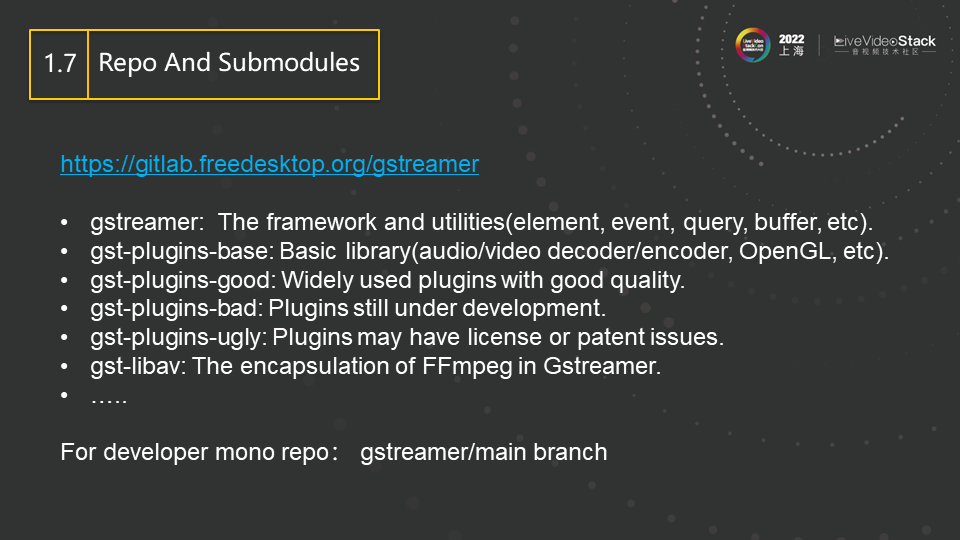 1.7 Repo And Submodules
2022
上海
LiveVideoStack
音视频技术社区
https://gitlab.freedesktop.org/gstreamer
• gstreamer:  The framework and utilities(element, event, query, buffer, etc).
• gst-plugins-base: Basic library(audio/video decoder/encoder, OpenGL, etc).
• gst-plugins-good: Widely used plugins with good quality.
• gst-plugins-bad: Plugins still under development.
• gst-plugins-ugly: Plugins may have license or patent issues.
• gst-libav: The encapsulation of FFmpeg in Gstreamer.
• …..
For developer mono repo： gstreamer/main branch